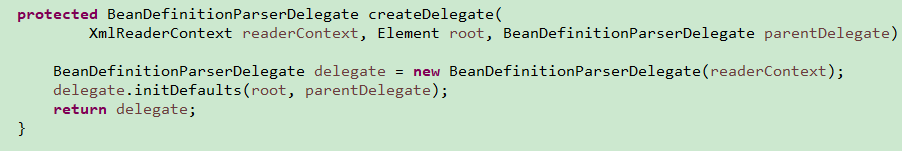 protected BeanDefinitionParserDelegate createDelegate(
XmlReaderContext readerContext, Element root, BeanDefinitionParserDelegate parentDelegate)
BeanDefinitionParserDelegate delegate = new BeanDefinitionParserDelegate(readerContext);
delegate.initDefaults(root, parentDelegate);
return delegate;
}